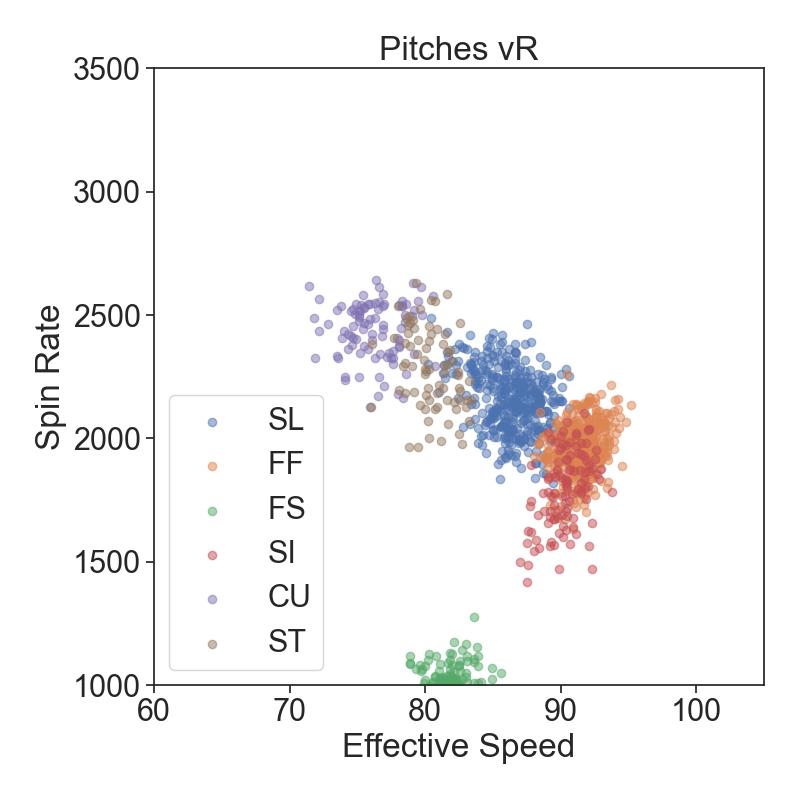 Pitches vR
3500
3000
2500
2000
1500
1000
Spin Rate
SL
FF
FS
SI
CU
ST
60 70 80 90 100
Effective Speed